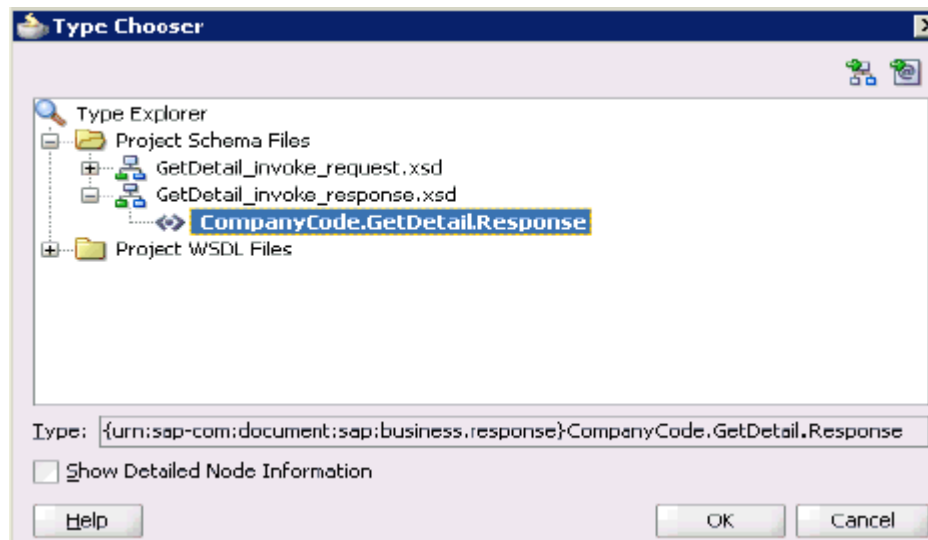 Type Chooser
Type Explorer
Project Schema Files
GetDetail_invoke_request.xsd
GetDetail_invoke_response.xsd
CompanyCode.GetDetail.Response
Project WSDL Files
Type: {urn:sap-com:document:sap:business.response}CompanyCode.GetDetail.Response
Show Detailed Node Information
Help OK Cancel